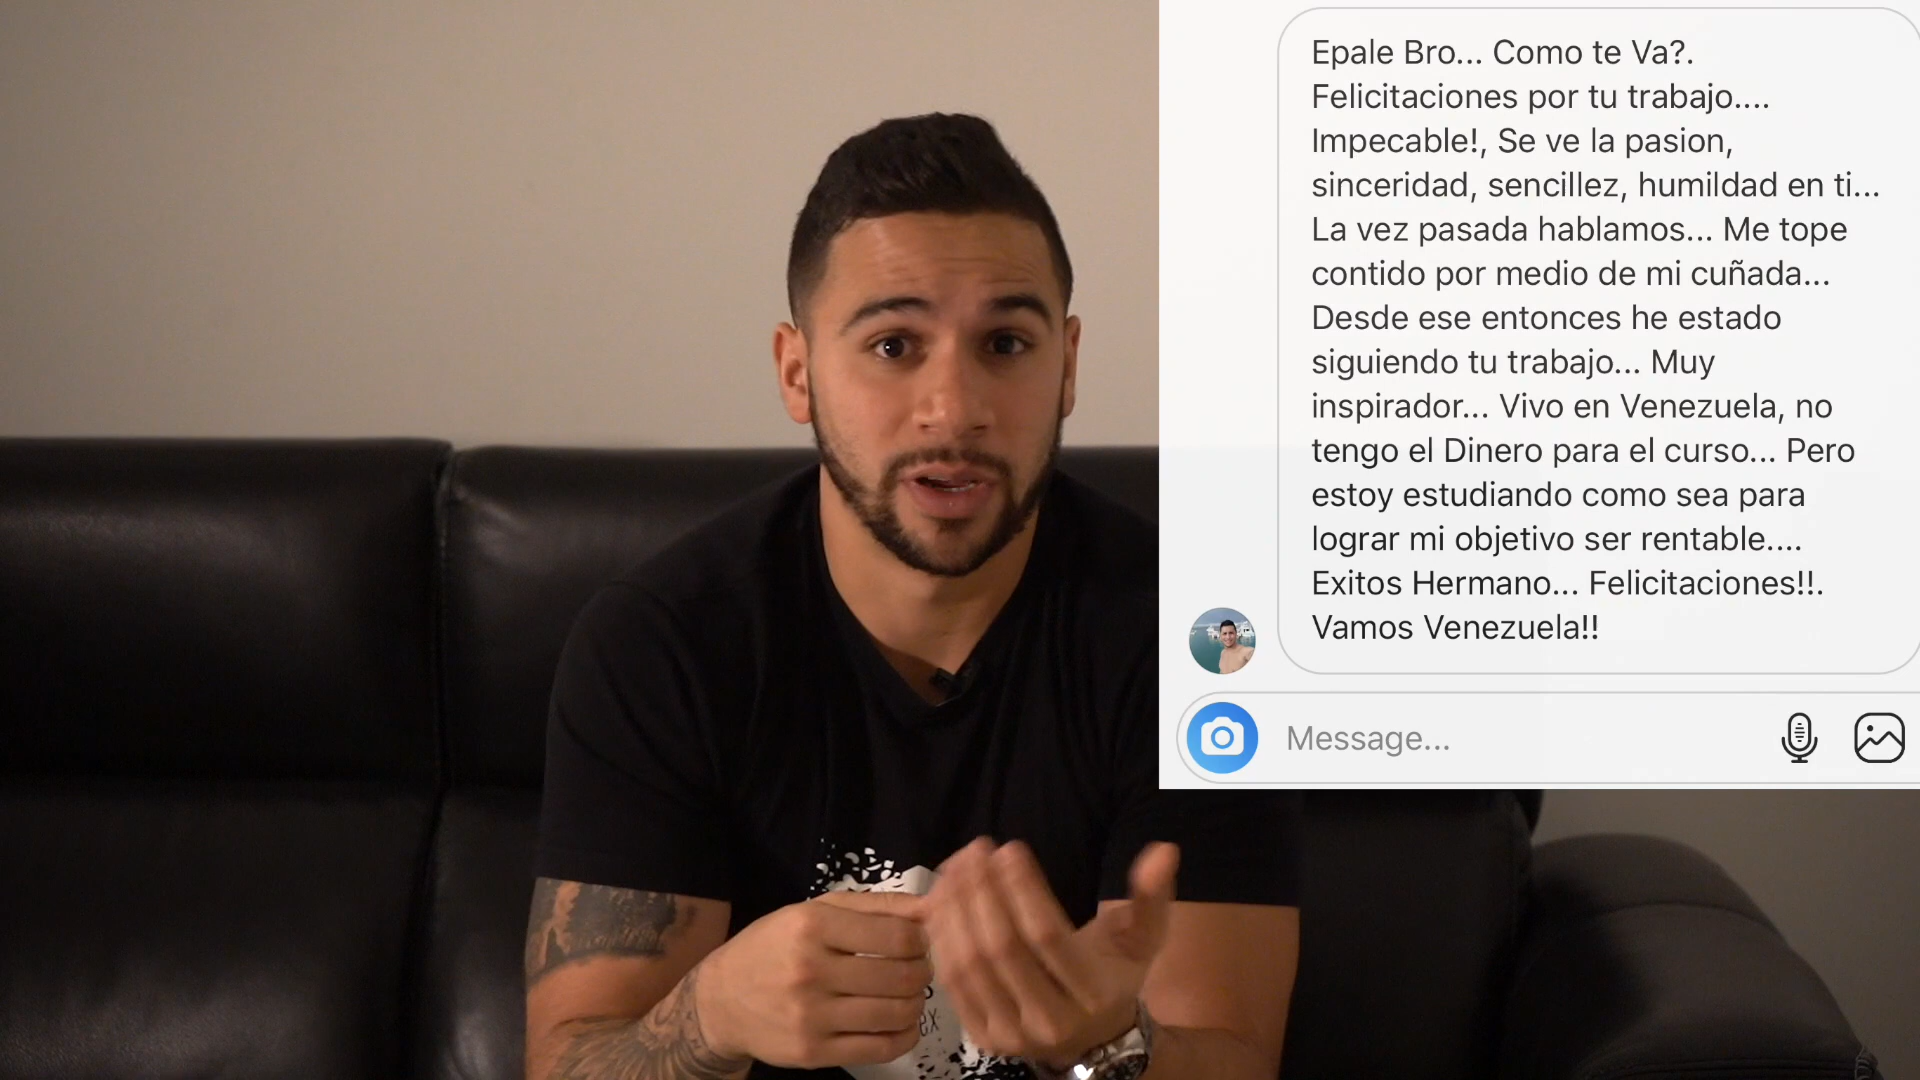 Epale Bro... Como te Va?.
Felicitaciones por tu trabajo....
Impecable!, Se ve la pasion,
sinceridad, sencillez, humildad en ti...
La vez pasada hablamos... Me tope
contido por medio de mi cuñada...
Desde ese entonces he estado
siguiendo tu trabajo... Muy
inspirador... Vivo en Venezuela, no
tengo el Dinero para el curso... Pero
estoy estudiando como sea para
lograr mi objetivo ser rentable....
Exitos Hermano... Felicitaciones!!.
Vamos Venezuela!!
Message...